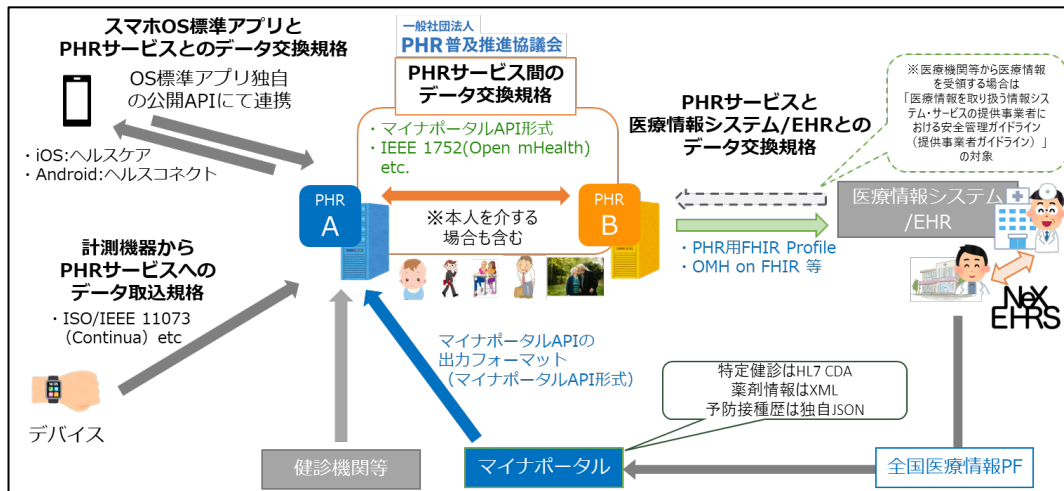 スマホOS標準アプリと
PHRサービスとのデータ交換規格
OS標準アプリ独自
の公開APIにて連携
・iOS:ヘルスケア
・Android:ヘルスコネクト
一般社団法人
PHR普及推進協議会
PHRサービス間の
データ交換規格
・マイナポータルAPI形式
・IEEE 1752(Open mHealth)
etc.
PHR
A
PHR
B
※本人を介する
場合も含む
PHRサービスと
医療情報システム/EHRとの
データ交換規格
※医療機関等から医療情報
を受領する場合は
「医療情報を取り扱う情報シス
テム・サービスの提供事業者に
おける安全管理ガイドライン
（提供事業者ガイドライン）」
の対象
医療情報システム
/EHR
・PHR用FHIR Profile
・OMH on FHIR 等
NeXEHRS
計測機器から
PHRサービスへの
データ取込規格
・ISO/IEEE 11073
（Continua）etc
デバイス
マイナポータルAPIの
出力フォーマット
（マイナポータルAPI形式）
特定健診はHL7 CDA
薬剤情報はXML
予防接種歴は独自JSON
健診機関等
マイナポータル
全国医療情報PF